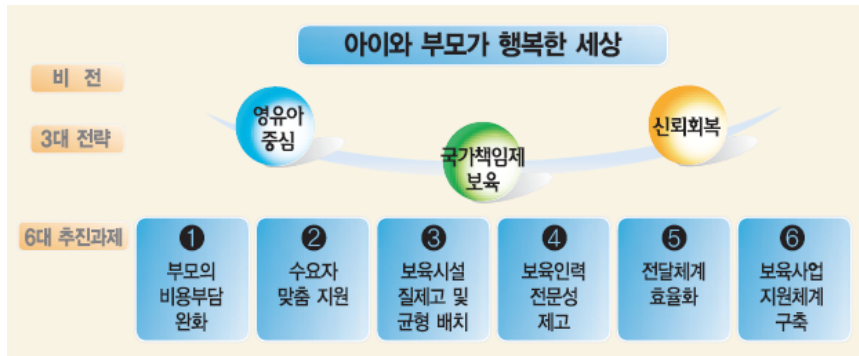 아이와 부모가 행복한 세상
비 전
3대 전략
영유아
중심
국가책임제
보육
신뢰회복
6대 추진과제
❶
부모의
비용부담
완화
❷
수요자
맞춤 지원
❸
보육시설
질제고 및
균형 배치
❹
보육인력
전문성
제고
❺
전달체계
효율화
❻
보육사업
지원체계
구축